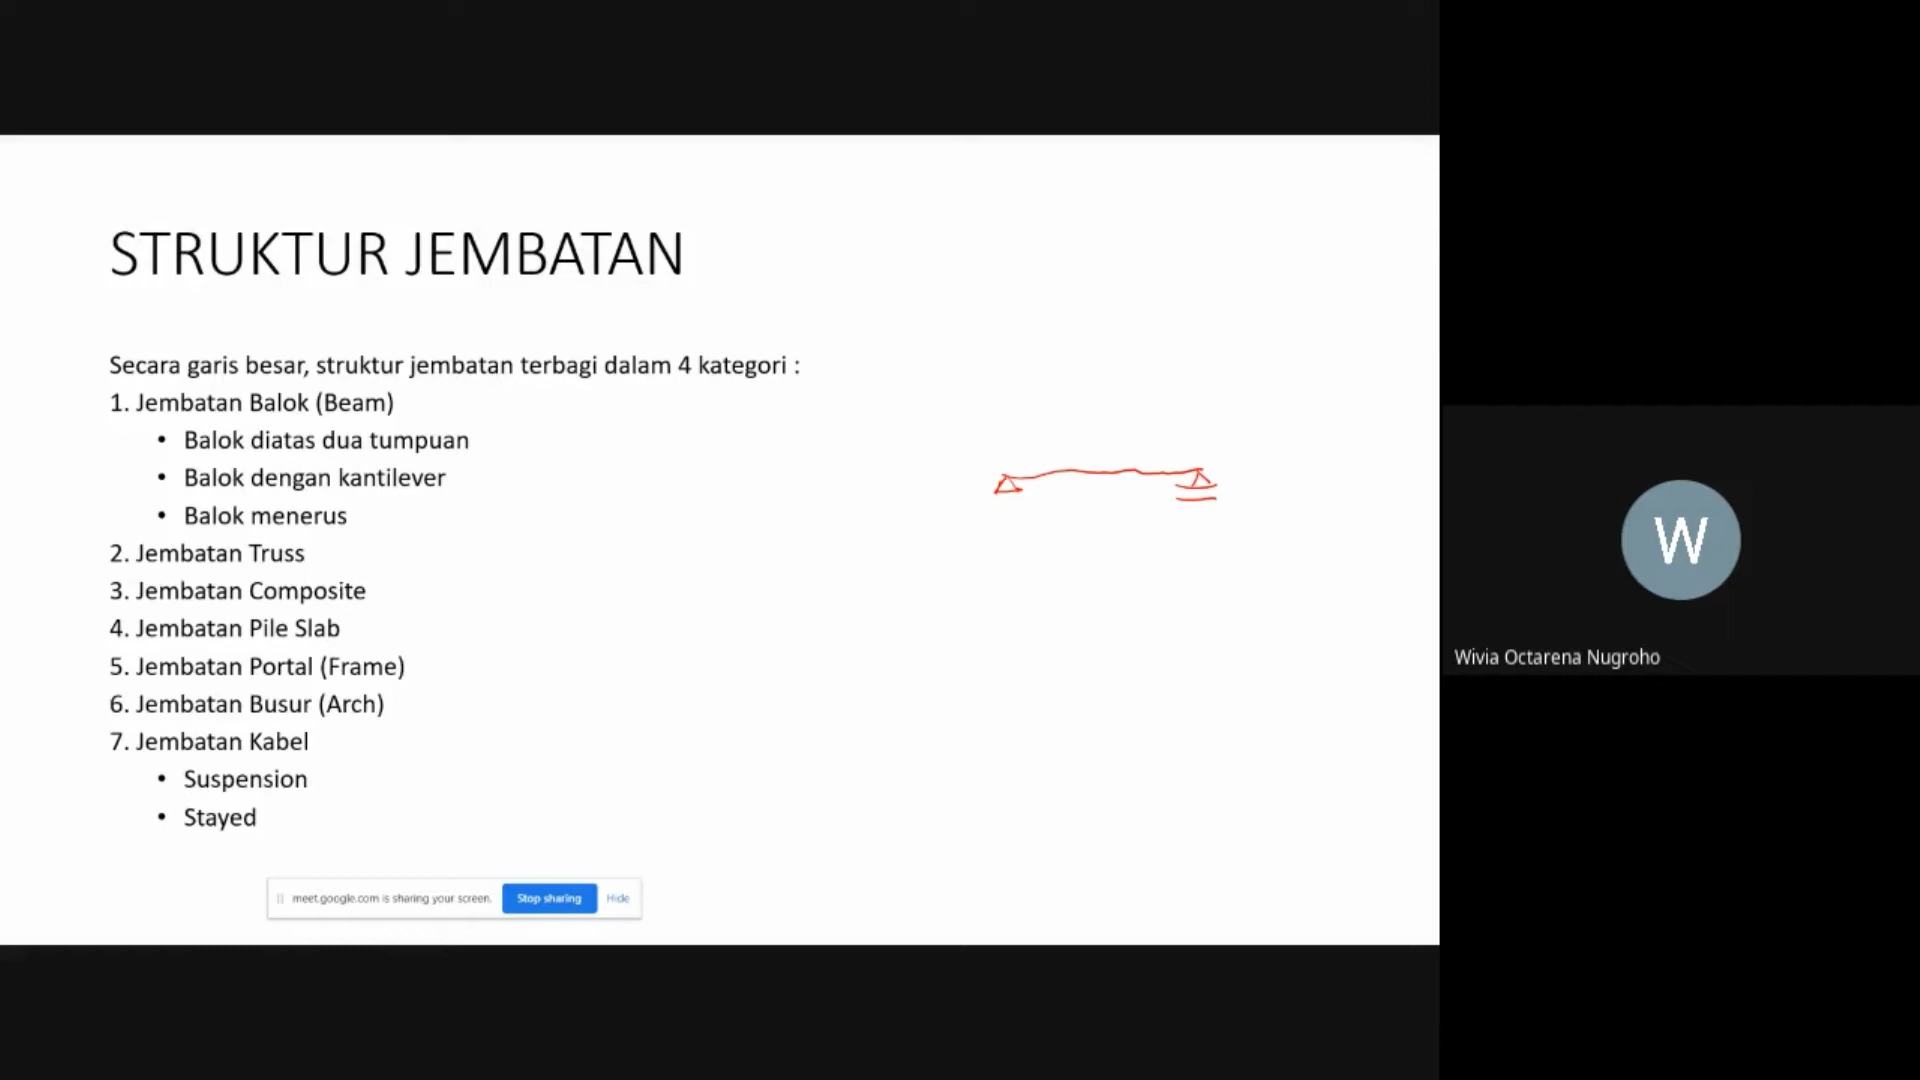 STRUKTUR JEMBATAN
Secara garis besar, struktur jembatan terbagi dalam 4 kategori :
1. Jembatan Balok (Beam)
• Balok diatas dua tumpuan
• Balok dengan kantilever
• Balok menerus
2. Jembatan Truss
3. Jembatan Composite
4. Jembatan Pile Slab
5. Jembatan Portal (Frame)
6. Jembatan Busur (Arch)
7. Jembatan Kabel
• Suspension
• Stayed
meet.google.com is sharing your screen. Stop sharing Hide
W
Wivia Octarena Nugroho